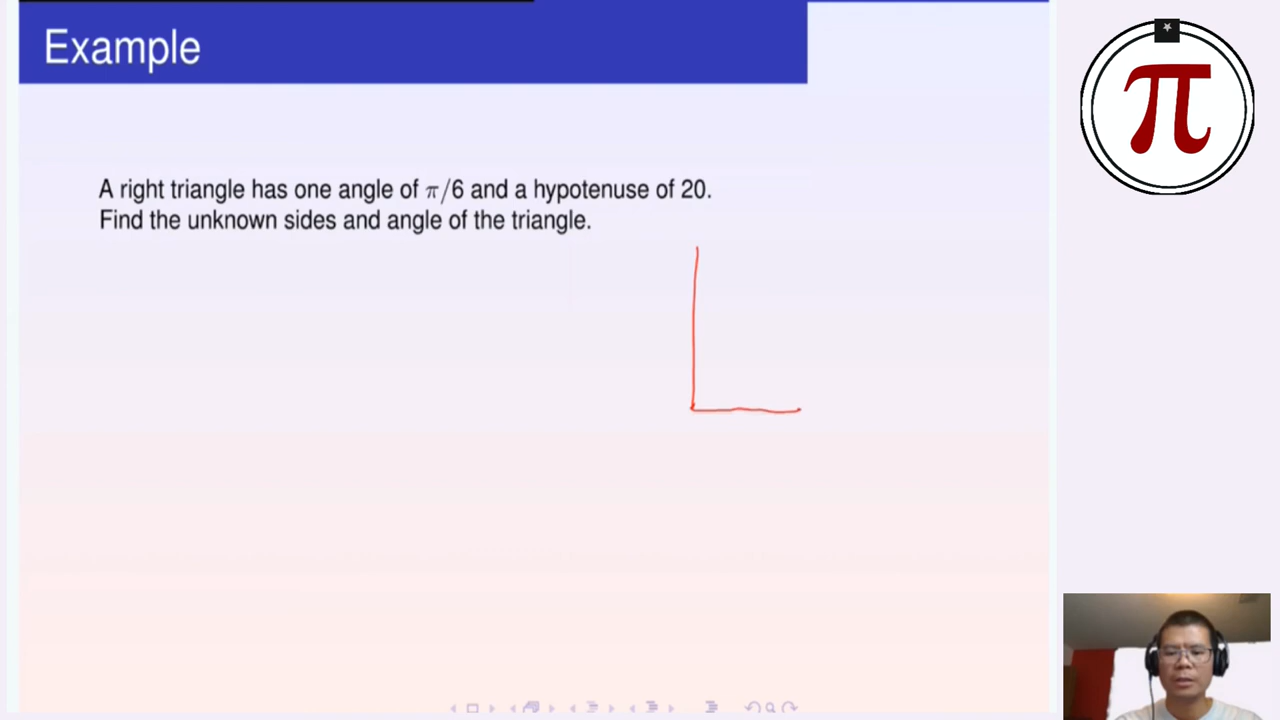 Example
A right triangle has one angle of π/6 and a hypotenuse of 20.
Find the unknown sides and angle of the triangle.
π